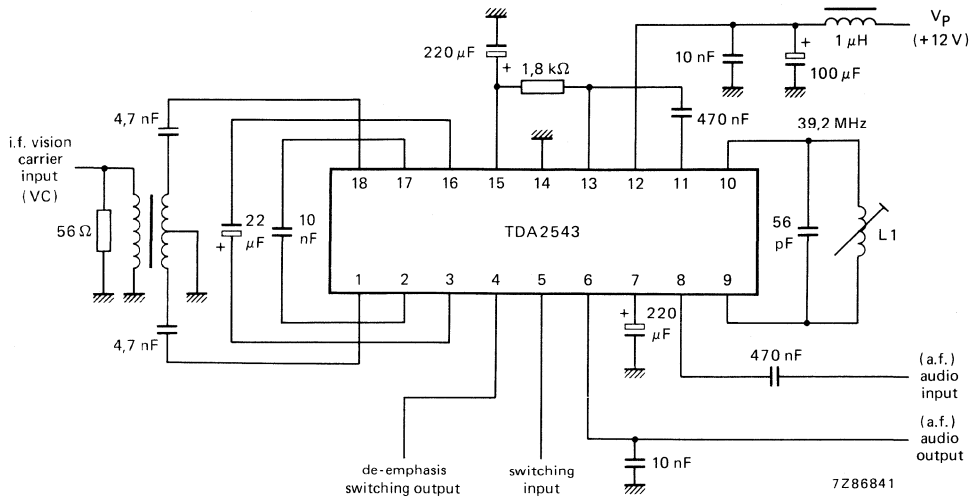 220 µF
+
1,8 kΩ
10 nF
+
100 µF
1 µH
VP
(+12 V)
4,7 nF
470 nF
39,2 MHz
i.f. vision
carrier
input
(VC)
18 17 16 15 14 13 12 11 10
56 Ω
+
22
µF
10
nF
TDA2543
56
pF
L1
1 2 3 4 5 6 7 8 9
4,7 nF
+
220
µF
470 nF
(a.f.)
audio
input
(a.f.)
audio
output
10 nF
de-emphasis
switching output
switching
input
7Z86841